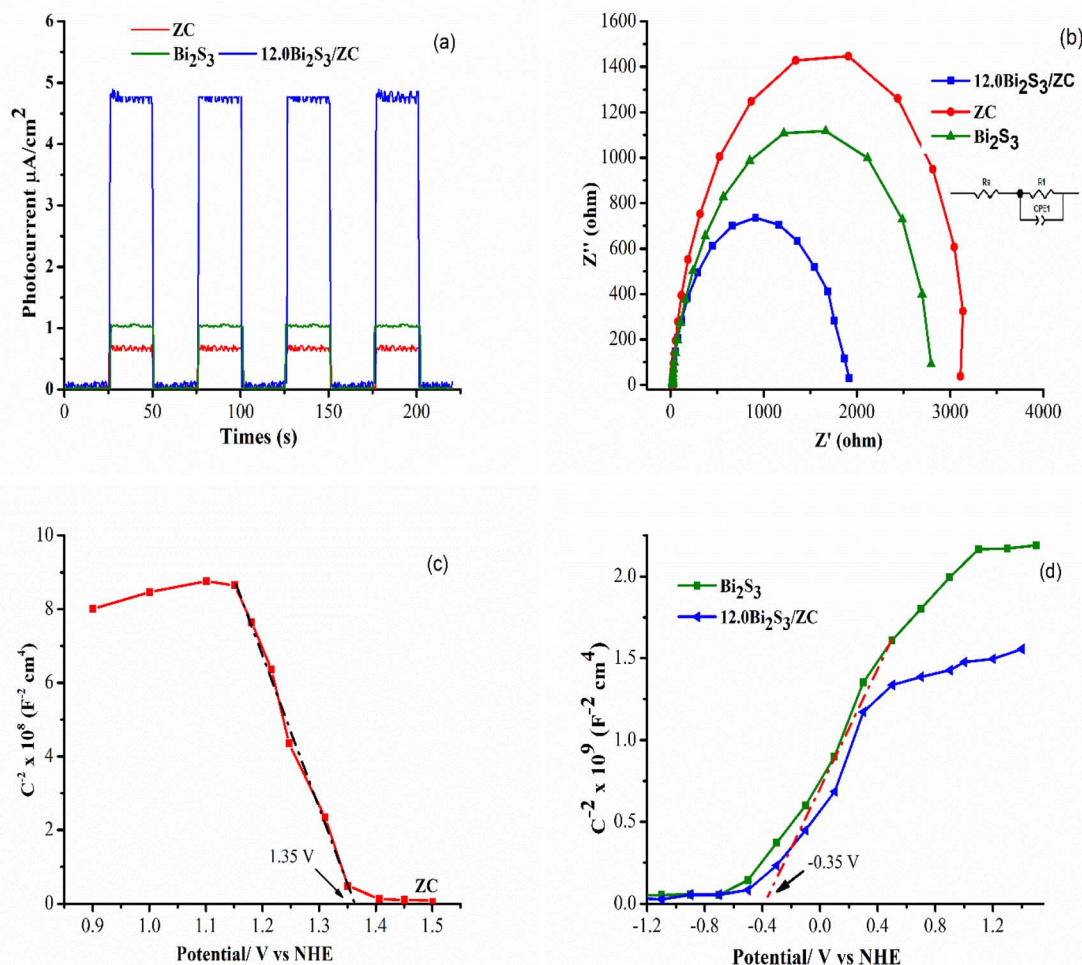 (a)
ZC
Bi₂S₃
12.0Bi₂S₃/ZC
Photocurrent μA/cm²
7
6
5
4
3
2
1
0
0 50 100 150 200
Times (s)
(b)
12.0Bi₂S₃/ZC
ZC
Bi₂S₃
Rs
R1
CPE1
Z'' (ohm)
1600
1400
1200
1000
800
600
400
200
0
0 1000 2000 3000 4000
Z' (ohm)
(c)
C⁻² x 10⁸ (F⁻² cm⁴)
10
8
6
4
2
0
1.35 V
ZC
0.9 1.0 1.1 1.2 1.3 1.4 1.5
Potential/ V vs NHE
(d)
Bi₂S₃
12.0Bi₂S₃/ZC
C⁻² x 10⁹ (F⁻² cm⁴)
2.0
1.5
1.0
0.5
0.0
-0.35 V
-1.2 -0.8 -0.4 0.0 0.4 0.8 1.2
Potential/ V vs NHE